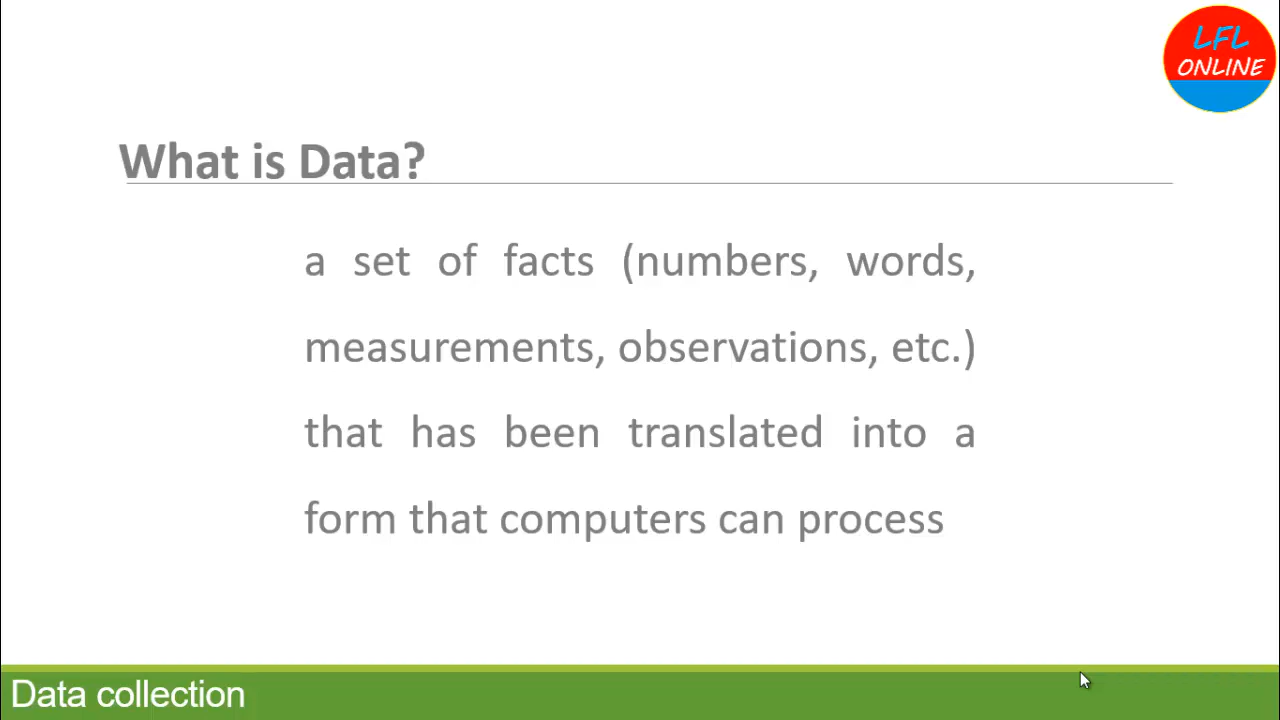 LFL
ONLINE
What is Data?
a set of facts (numbers, words,
measurements, observations, etc.)
that has been translated into a
form that computers can process
Data collection